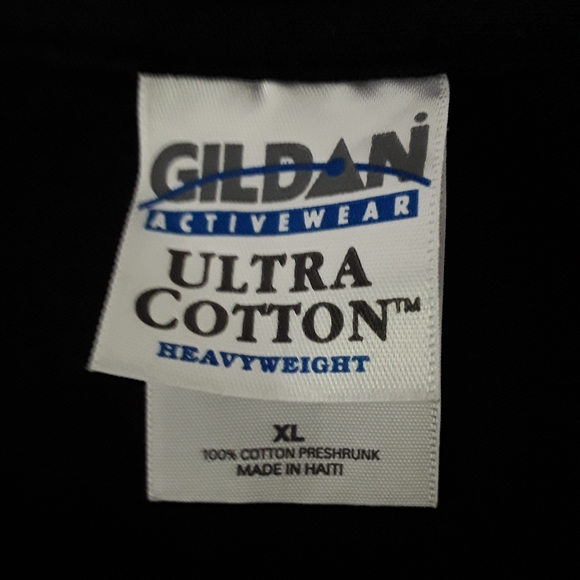 GILDAN
ACTIVEWEAR
ULTRA
COTTON™
HEAVYWEIGHT
XL
100% COTTON PRESHRUNK
MADE IN HAITI